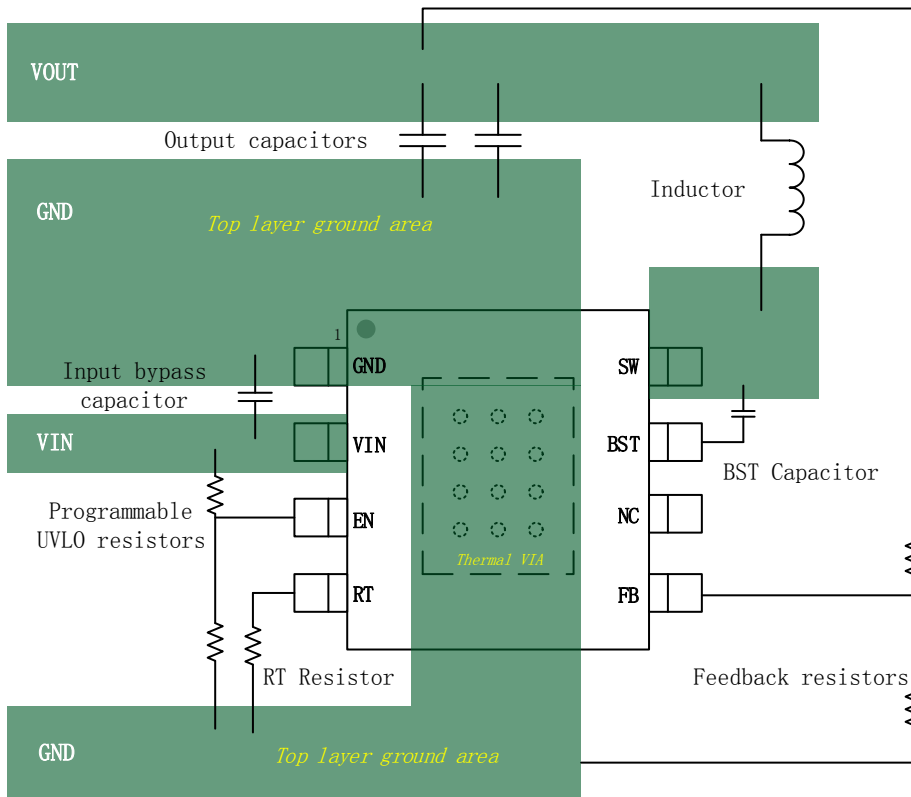 VOUT
Output capacitors
Inductor
GND
Top layer ground area
1
GND
SW
Input bypass
capacitor
VIN
VIN
BST
BST Capacitor
Programmable
UVLO resistors
EN
NC
Thermal VIA
RT
FB
RT Resistor
Feedback resistors
GND
Top layer ground area